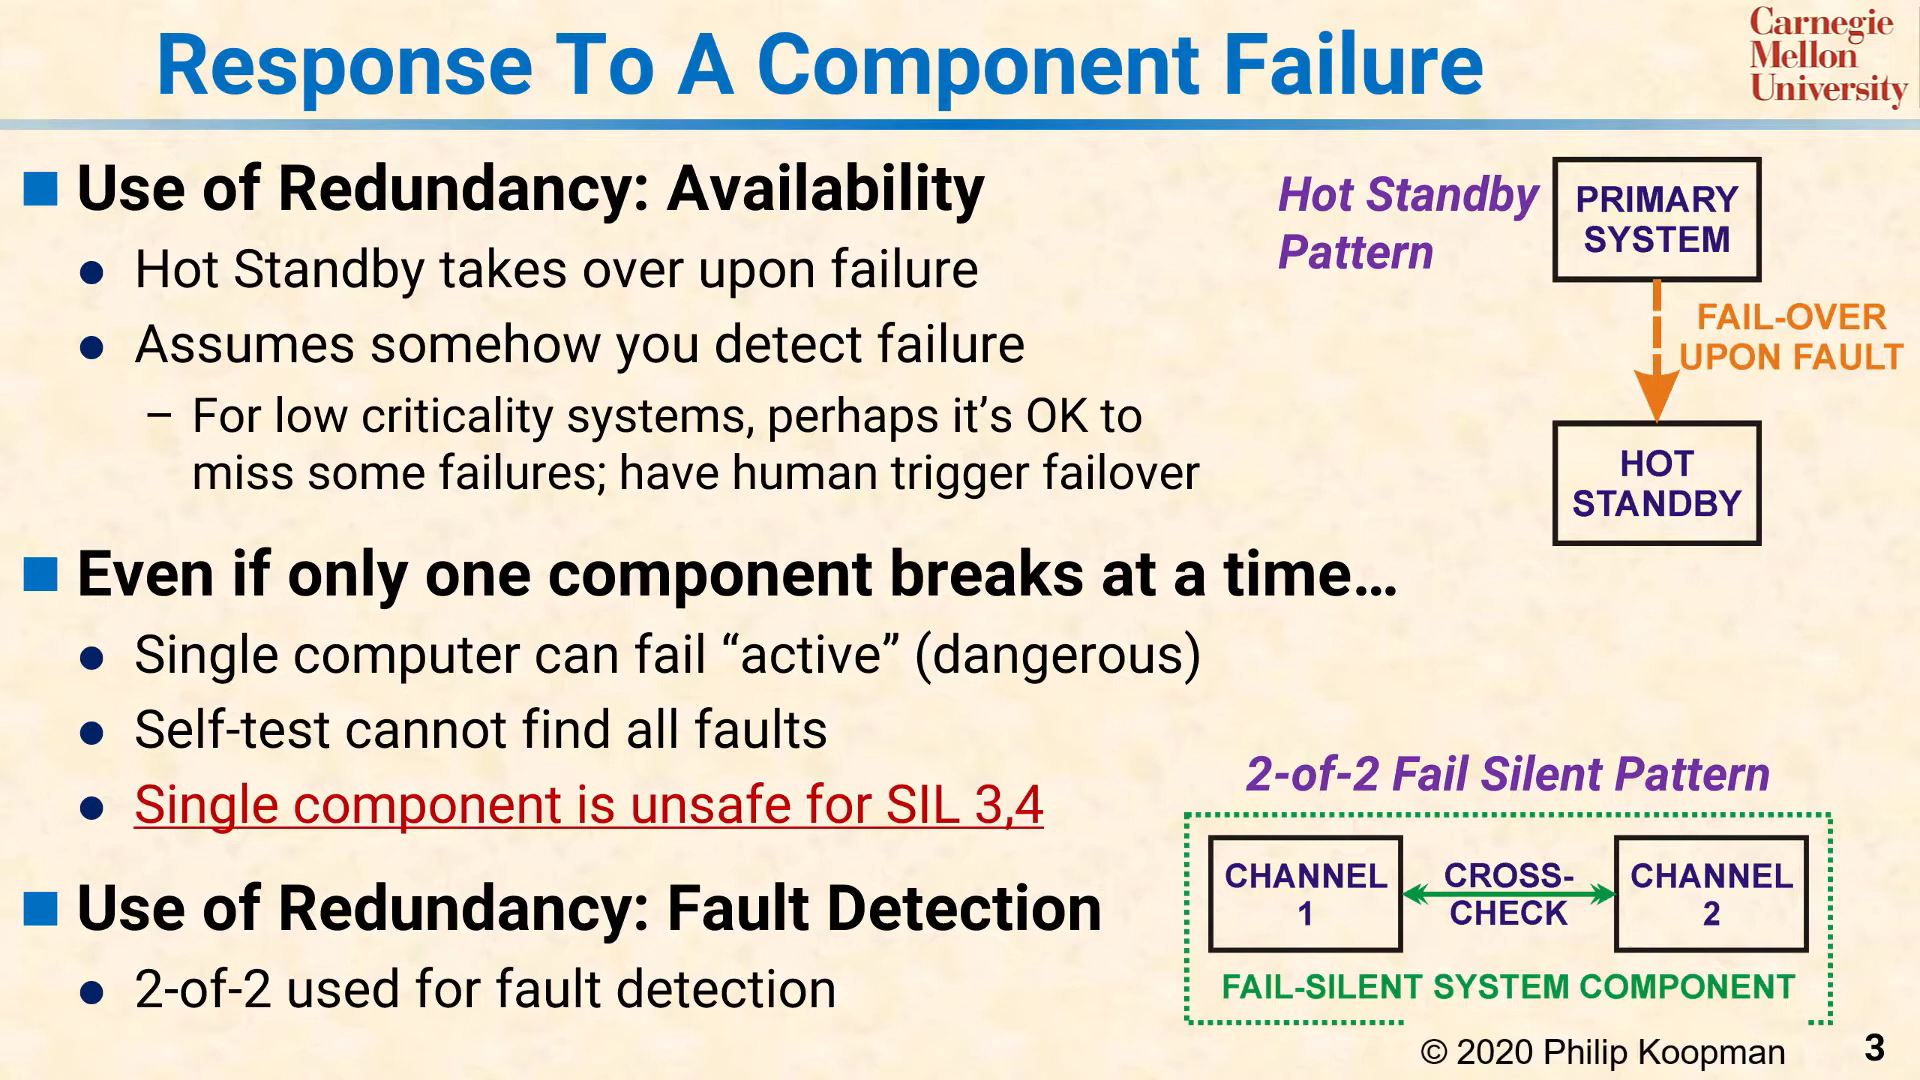 Response To A Component Failure
Carnegie
Mellon
University
Use of Redundancy: Availability
Hot Standby takes over upon failure
Assumes somehow you detect failure
– For low criticality systems, perhaps it’s OK to
miss some failures; have human trigger failover
Hot Standby
Pattern
PRIMARY
SYSTEM
FAIL-OVER
UPON FAULT
HOT
STANDBY
Even if only one component breaks at a time…
Single computer can fail “active” (dangerous)
Self-test cannot find all faults
Single component is unsafe for SIL 3,4
Use of Redundancy: Fault Detection
2-of-2 used for fault detection
2-of-2 Fail Silent Pattern
CHANNEL
1
CROSS-
CHECK
CHANNEL
2
FAIL-SILENT SYSTEM COMPONENT
© 2020 Philip Koopman
3